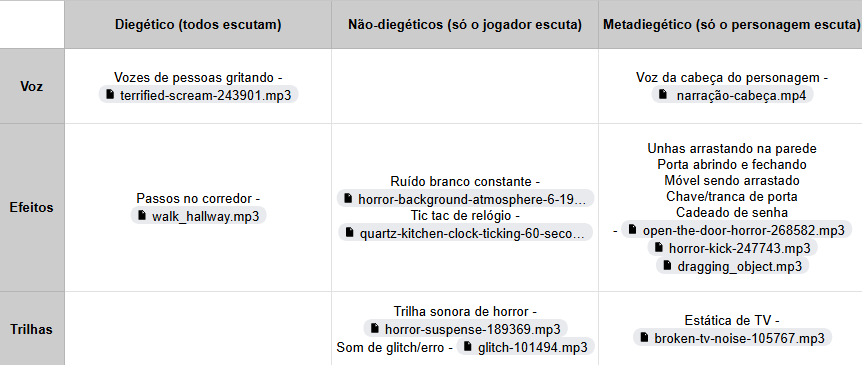 Diegético (todos escutam)
Não-diegéticos (só o jogador escuta)
Metadiegético (só o personagem escuta)
Voz
Vozes de pessoas gritando -
terrified-scream-243901.mp3
Voz da cabeça do personagem -
narração-cabeça.mp4
Efeitos
Passos no corredor -
walk_hallway.mp3
Ruído branco constante -
horror-background-atmosphere-6-19...
Tic tac de relógio -
quartz-kitchen-clock-ticking-60-seco...
Unhas arrastando na parede
Porta abrindo e fechando
Móvel sendo arrastado
Chave/tranca de porta
Cadeado de senha
- open-the-door-horror-268582.mp3
horror-kick-247743.mp3
dragging_object.mp3
Trilhas
Trilha sonora de horror -
horror-suspense-189369.mp3
Som de glitch/erro - glitch-101494.mp3
Estática de TV -
broken-tv-noise-105767.mp3